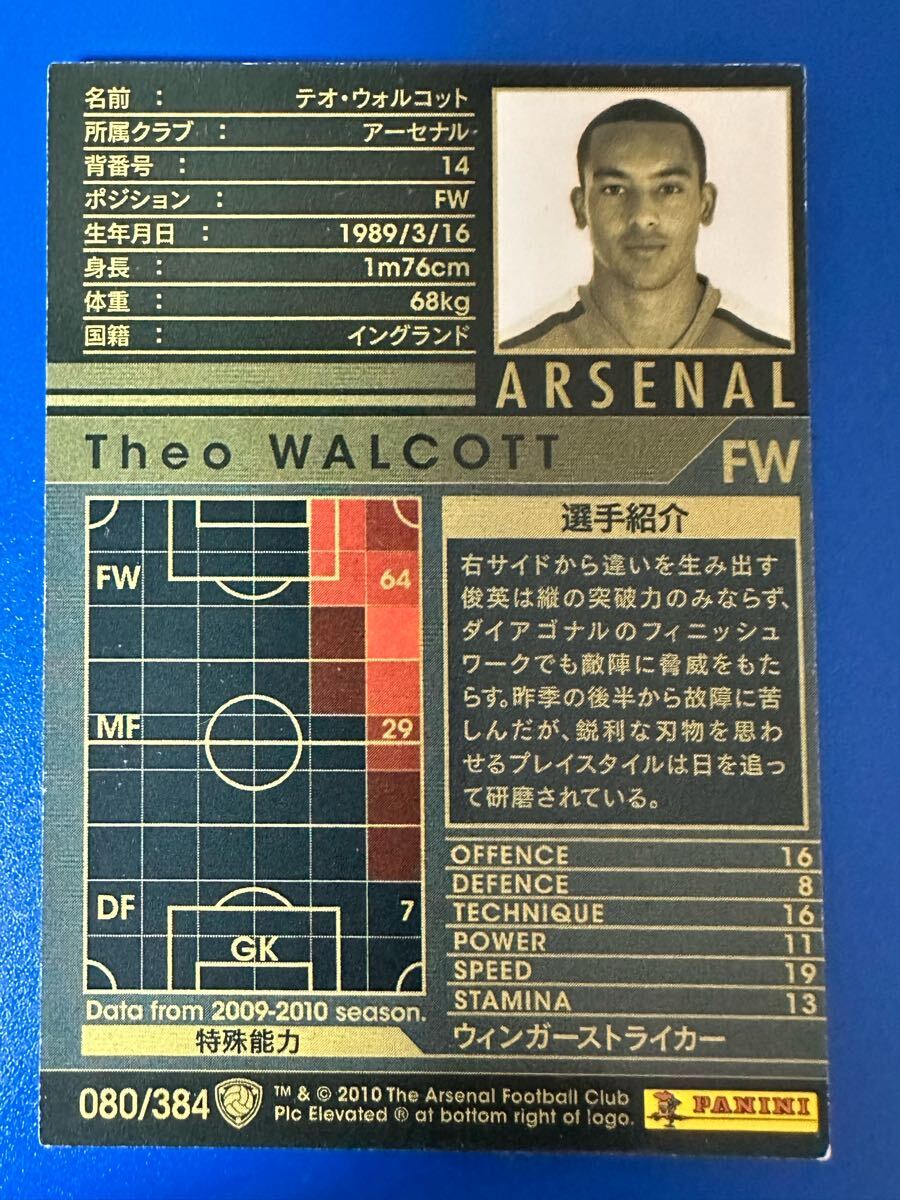 名前 : テオ・ウォルコット
所属クラブ : アーセナル
背番号 : 14
ポジション : FW
生年月日 : 1989/3/16
身長 : 1m76cm
体重 : 68kg
国籍 : イングランド
ARSENAL
Theo WALCOTT
FW
FW 64
MF 29
DF 7
GK
Data from 2009-2010 season.
選手紹介
右サイドから違いを生み出す
俊英は縦の突破力のみならず、
ダイアゴナルのフィニッシュ
ワークでも敵陣に脅威をもた
らす。昨季の後半から故障に苦
しんだが、鋭利な刃物を思わ
せるプレイスタイルは日を追っ
て研磨されている。
OFFENCE 16
DEFENCE 8
TECHNIQUE 16
POWER 11
SPEED 19
STAMINA 13
特殊能力
ウィンガーストライカー
080/384
™ & © 2010 The Arsenal Football Club
Plc Elevated ® at bottom right of logo.
PANINI